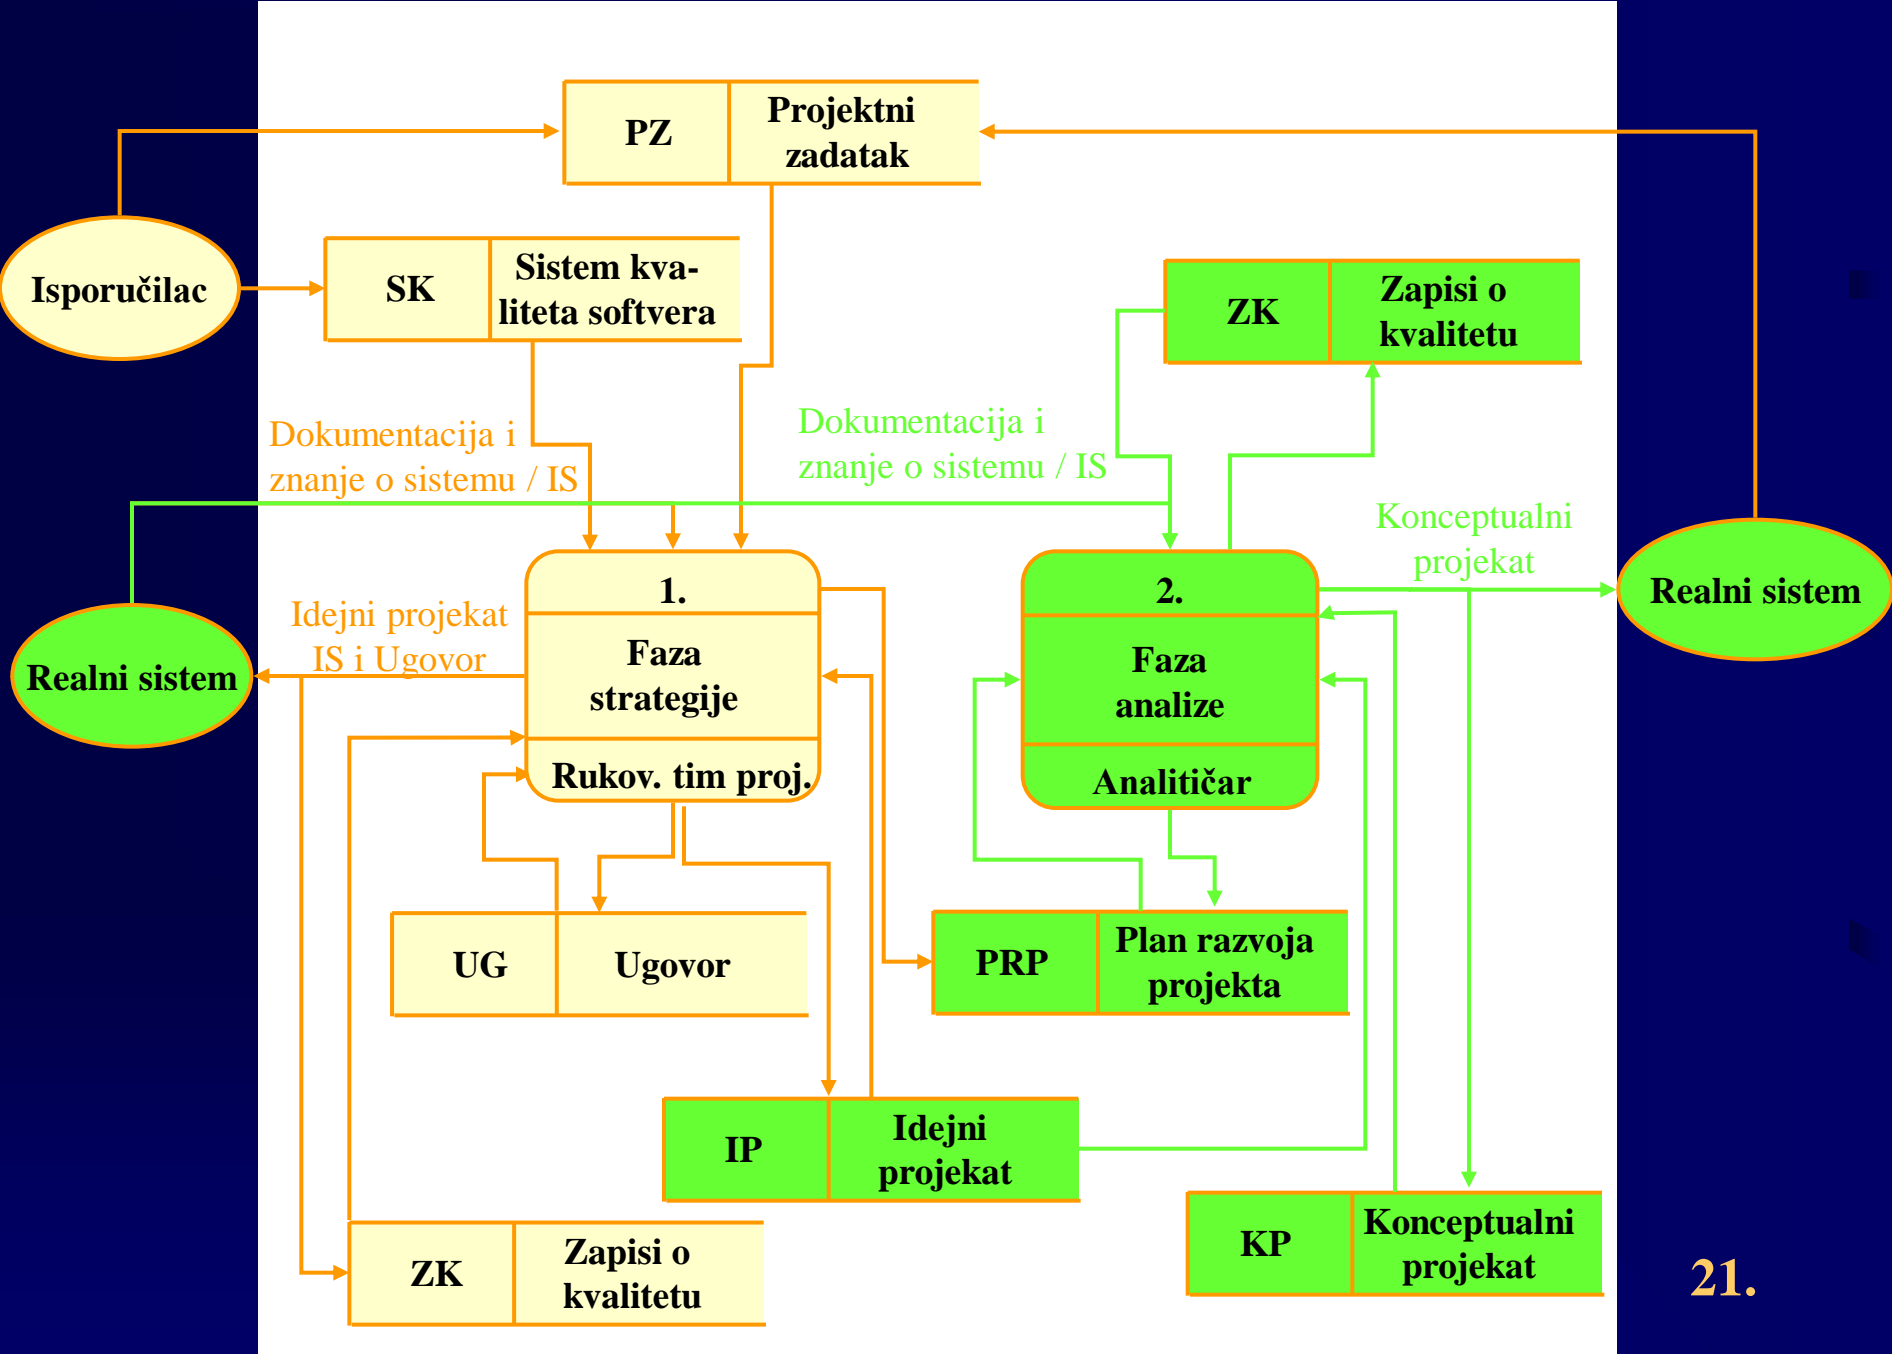 PZ
Projektni
zadatak
Isporučilac
SK
Sistem kva-
liteta softvera
ZK
Zapisi o
kvalitetu
Dokumentacija i
znanje o sistemu / IS
Dokumentacija i
znanje o sistemu / IS
Konceptualni
projekat
Realni sistem
Idejni projekat
IS i Ugovor
Realni sistem
1.
Faza
strategije
Rukov. tim proj.
2.
Faza
analize
Analitičar
UG
Ugovor
PRP
Plan razvoja
projekta
IP
Idejni
projekat
ZK
Zapisi o
kvalitetu
KP
Konceptualni
projekat
21.